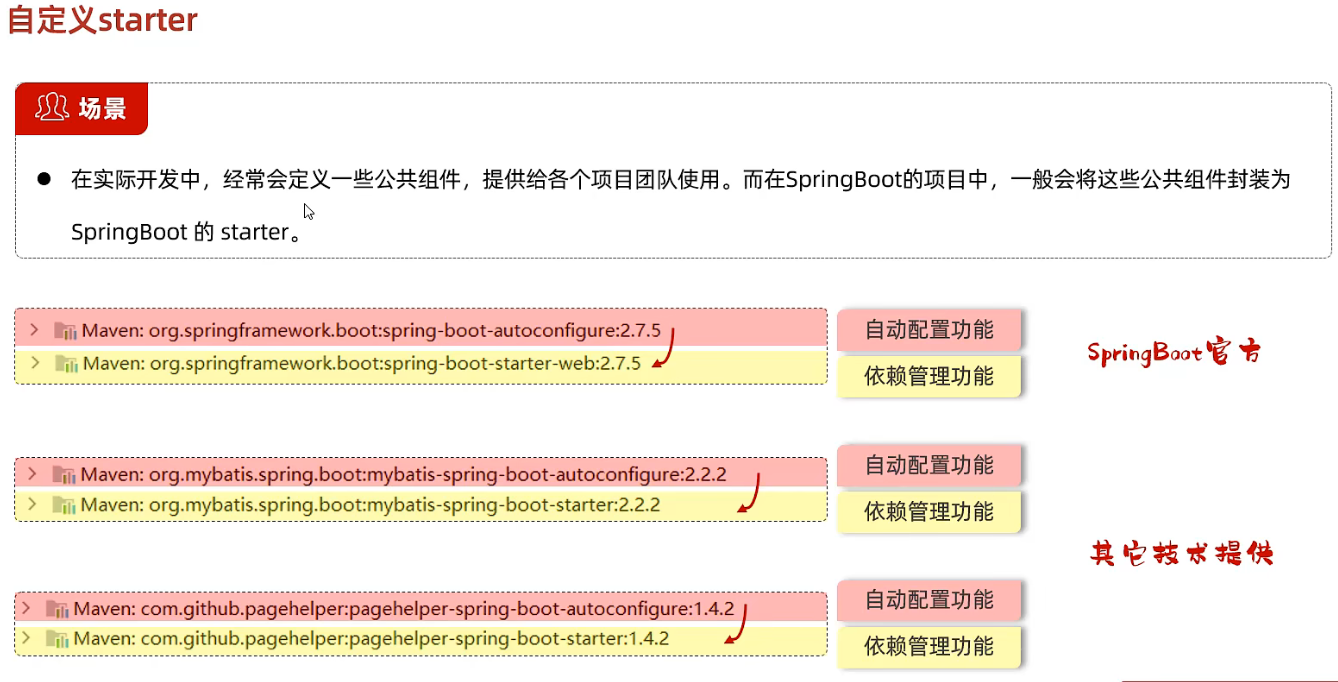 自定义starter
场景
● 在实际开发中，经常会定义一些公共组件，提供给各个项目团队使用。而在SpringBoot的项目中，一般会将这些公共组件封装为
SpringBoot 的 starter。
Maven: org.springframework.boot:spring-boot-autoconfigure:2.7.5
自动配置功能
Maven: org.springframework.boot:spring-boot-starter-web:2.7.5
依赖管理功能
SpringBoot官方
Maven: org.mybatis.spring.boot:mybatis-spring-boot-autoconfigure:2.2.2
自动配置功能
Maven: org.mybatis.spring.boot:mybatis-spring-boot-starter:2.2.2
依赖管理功能
其它技术提供
Maven: com.github.pagehelper:pagehelper-spring-boot-autoconfigure:1.4.2
自动配置功能
Maven: com.github.pagehelper:pagehelper-spring-boot-starter:1.4.2
依赖管理功能